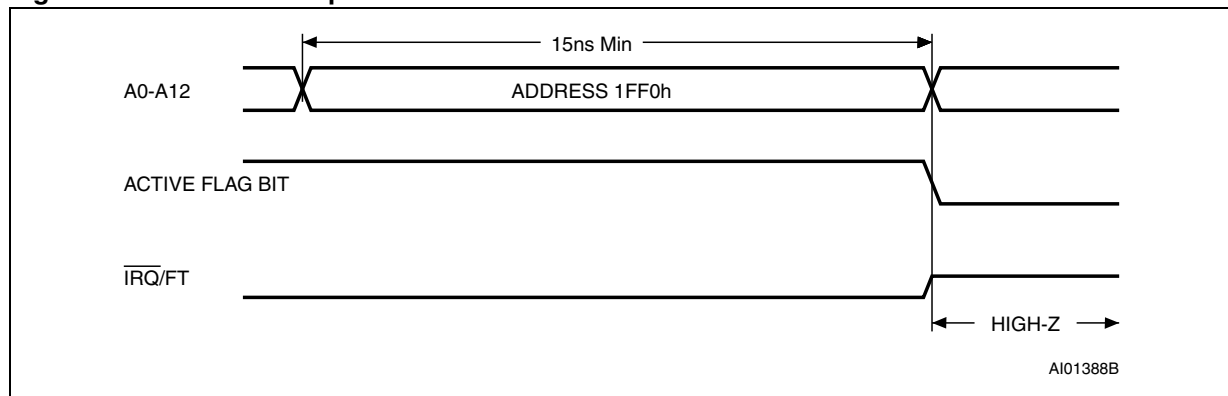 15ns Min
A0-A12
ADDRESS 1FF0h
ACTIVE FLAG BIT
IRQ/FT
HIGH-Z
AI01388B